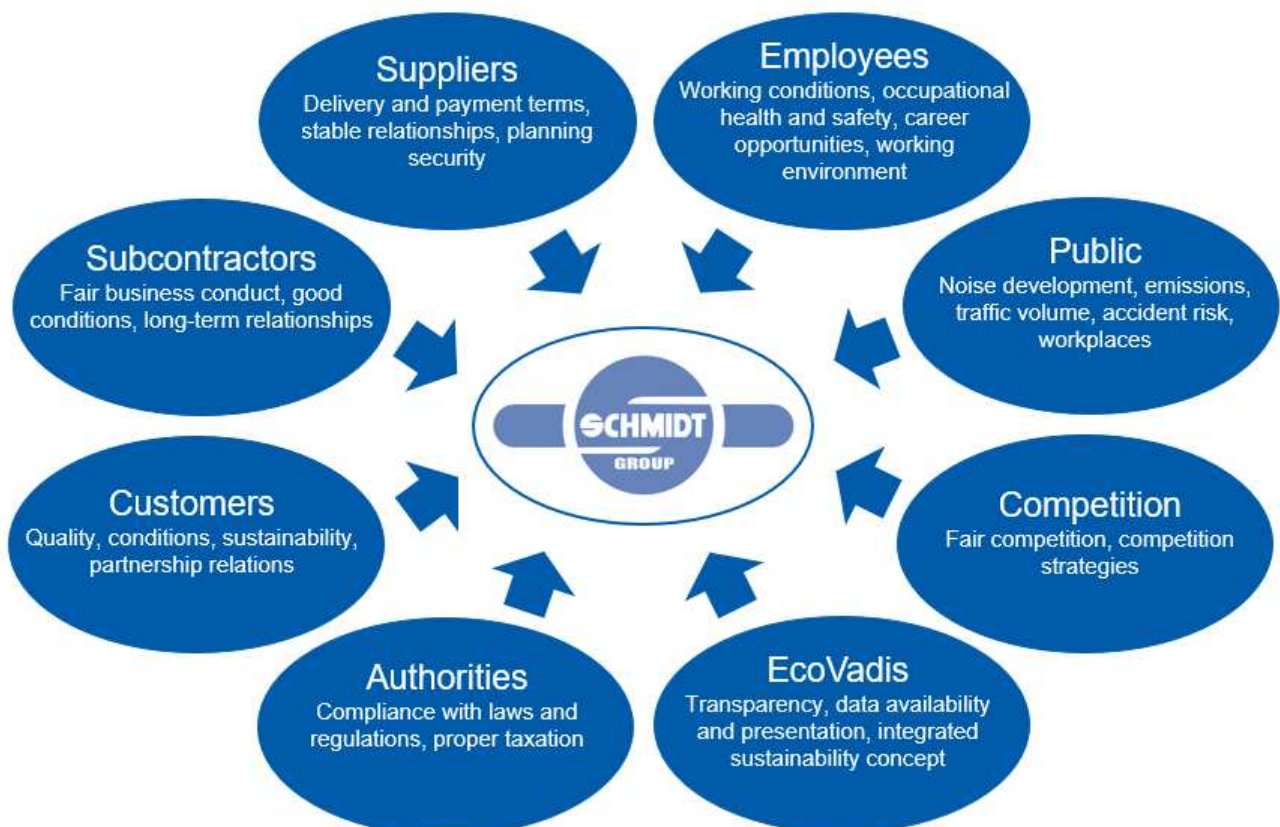 Suppliers
Delivery and payment terms,
stable relationships, planning
security
Employees
Working conditions, occupational
health and safety, career
opportunities, working
environment
Subcontractors
Fair business conduct, good
conditions, long-term relationships
Public
Noise development, emissions,
traffic volume, accident risk,
workplaces
SCHMIDT
GROUP
Customers
Quality, conditions, sustainability,
partnership relations
Competition
Fair competition, competition
strategies
Authorities
Compliance with laws and
regulations, proper taxation
EcoVadis
Transparency, data availability
and presentation, integrated
sustainability concept